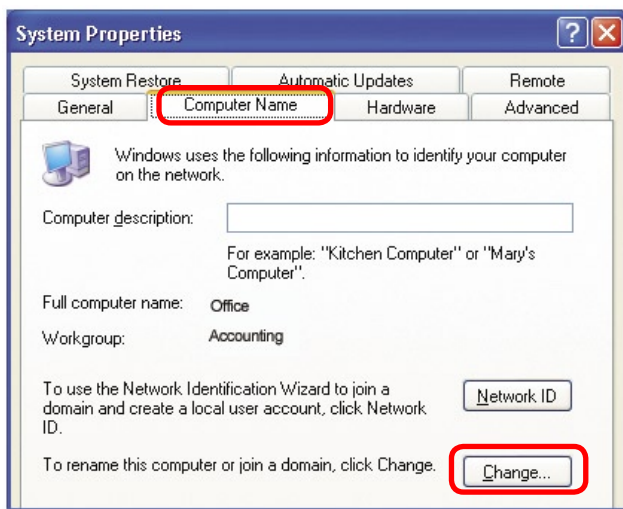 System Properties
?
System Restore Automatic Updates Remote
General Computer Name Hardware Advanced
Windows uses the following information to identify your computer
on the network.
Computer description:
For example: "Kitchen Computer" or "Mary's
Computer".
Full computer name: Office
Workgroup: Accounting
To use the Network Identification Wizard to join a
domain and create a local user account, click Network
ID.
Network ID
To rename this computer or join a domain, click Change.
Change...